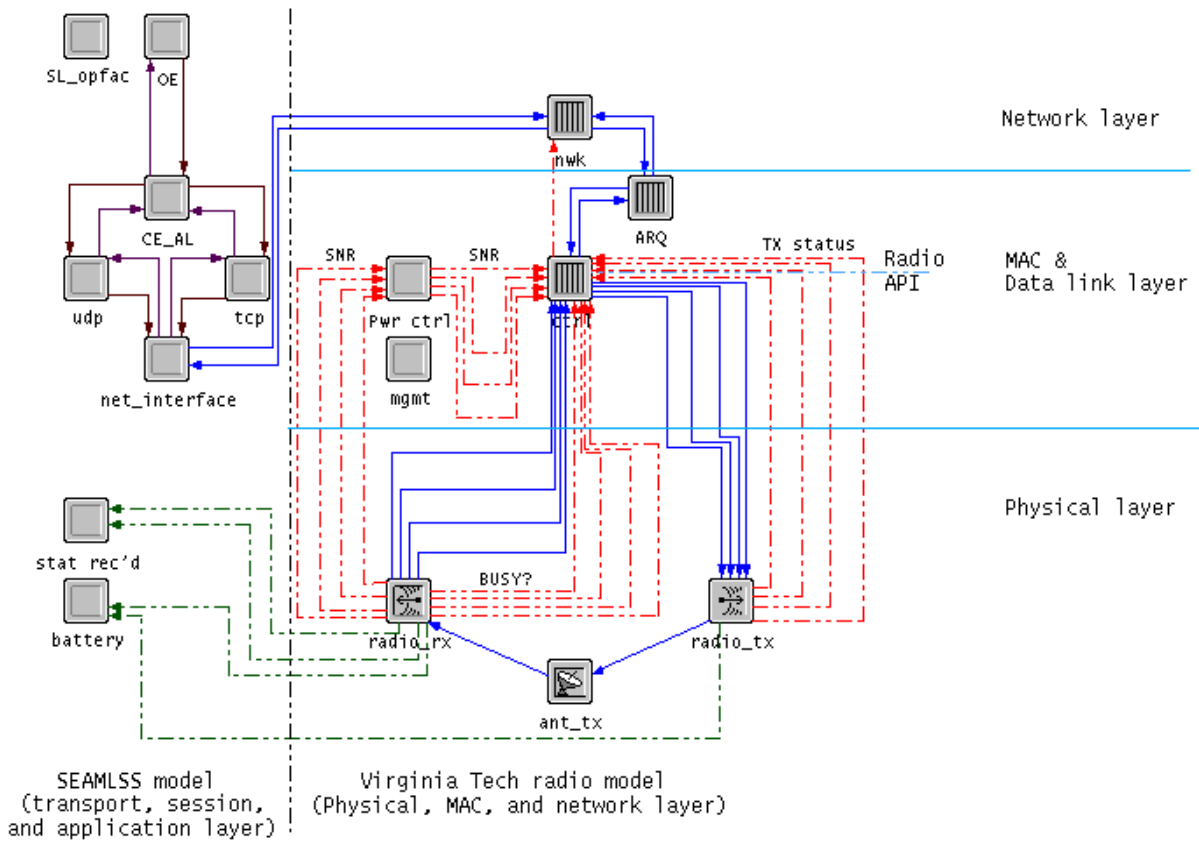 SL_opfac
OE
nwk
Network layer
CE_AL
ARQ
SNR
SNR
TX status
Radio
API
MAC &
Data link layer
udp
tcp
Pwr ctrl
ctrl
net_interface
mgmt
Physical layer
stat rec'd
BUSY?
battery
radio_rx
radio_tx
ant_tx
SEAMLSS model
(transport, session,
and application layer)
Virginia Tech radio model
(Physical, MAC, and network layer)